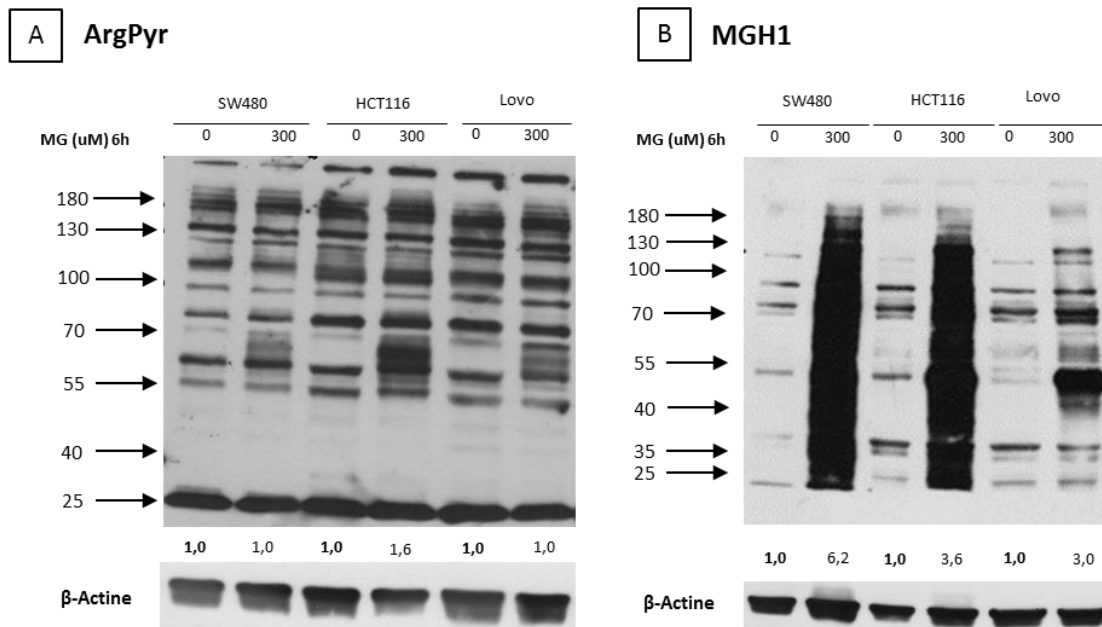 A ArgPyr
SW480 HCT116 Lovo
MG (uM) 6h 0 300 0 300 0 300
180
130
100
70
55
40
25
1,0 1,0 1,0 1,6 1,0 1,0
β-Actine
B MGH1
SW480 HCT116 Lovo
MG (uM) 6h 0 300 0 300 0 300
180
130
100
70
55
40
35
25
1,0 6,2 1,0 3,6 1,0 3,0
β-Actine